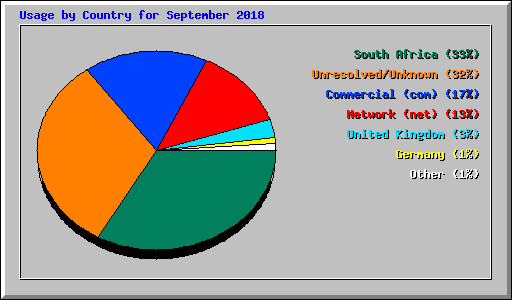 Usage by Country for September 2018
South Africa (33%)
Unresolved/Unknown (32%)
Commercial (com) (17%)
Network (net) (13%)
United Kingdom (3%)
Germany (1%)
Other (1%)